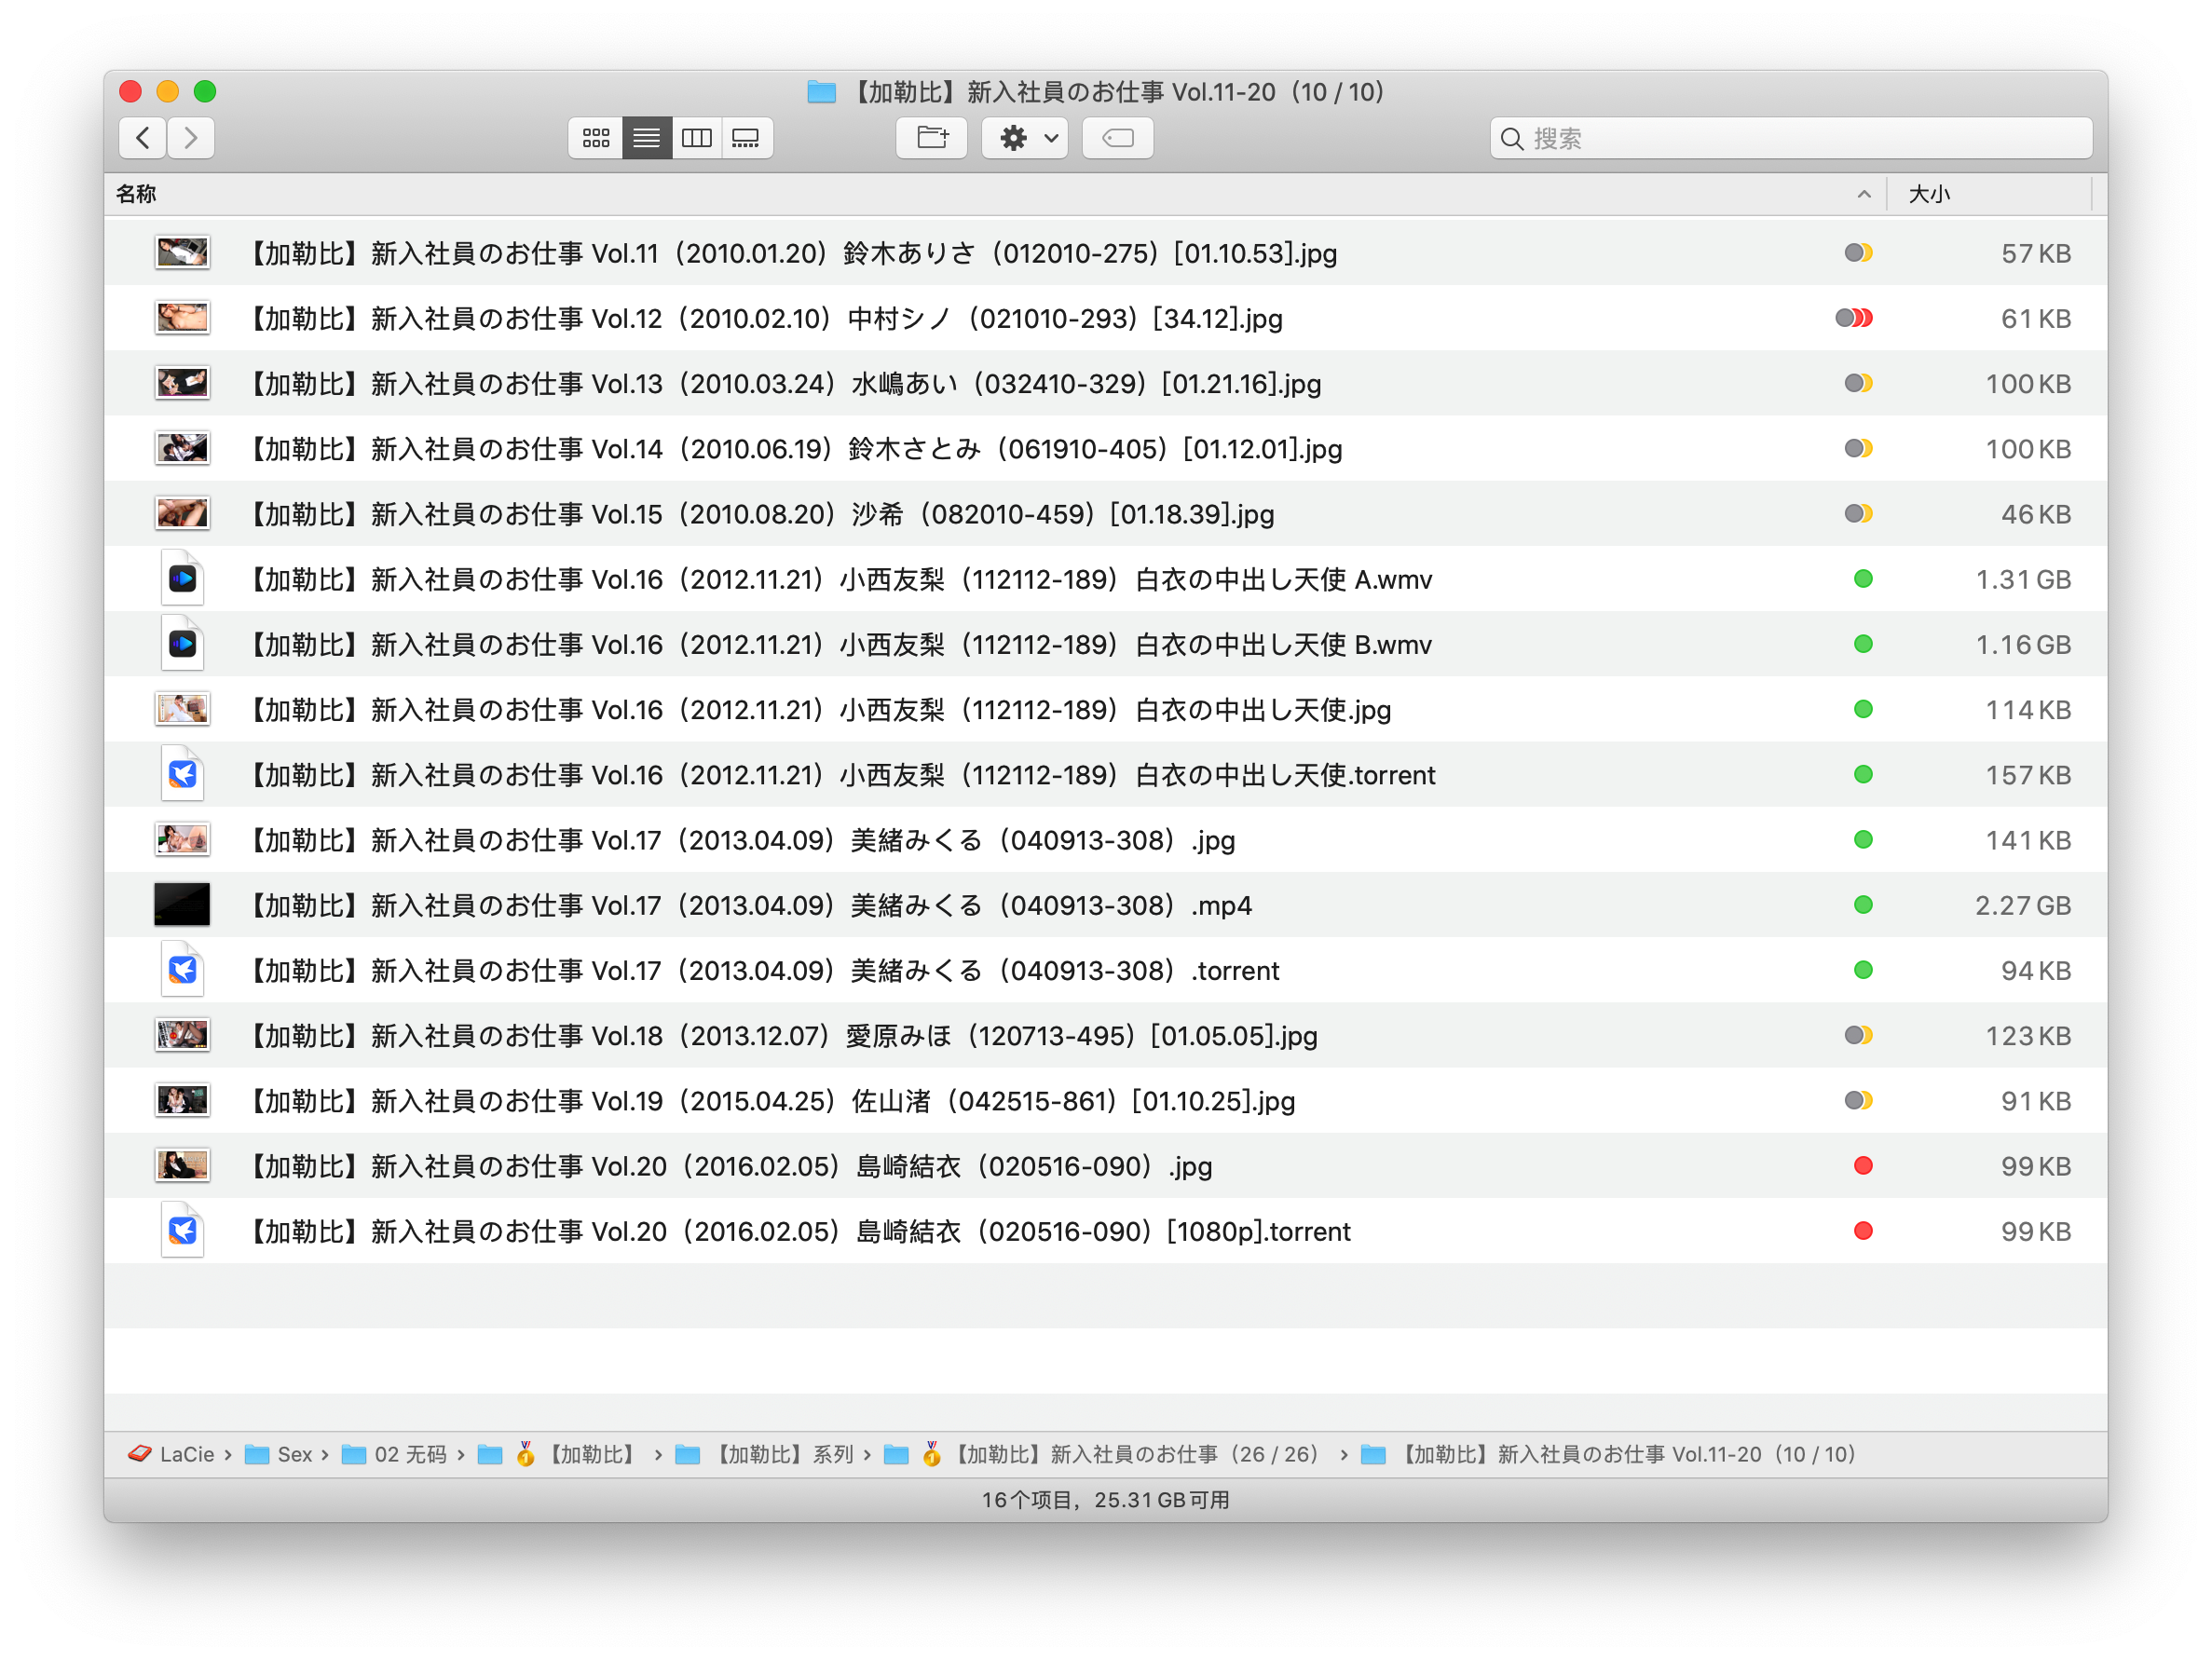 【加勒比】新入社員のお仕事 Vol.11-20（10 / 10）
搜索
名称 大小
【加勒比】新入社員のお仕事 Vol.11（2010.01.20）鈴木ありさ（012010-275）[01.10.53].jpg 57 KB
【加勒比】新入社員のお仕事 Vol.12（2010.02.10）中村シノ（021010-293）[34.12].jpg 61 KB
【加勒比】新入社員のお仕事 Vol.13（2010.03.24）水嶋あい（032410-329）[01.21.16].jpg 100 KB
【加勒比】新入社員のお仕事 Vol.14（2010.06.19）鈴木さとみ（061910-405）[01.12.01].jpg 100 KB
【加勒比】新入社員のお仕事 Vol.15（2010.08.20）沙希（082010-459）[01.18.39].jpg 46 KB
【加勒比】新入社員のお仕事 Vol.16（2012.11.21）小西友梨（112112-189）白衣の中出し天使 A.wmv 1.31 GB
【加勒比】新入社員のお仕事 Vol.16（2012.11.21）小西友梨（112112-189）白衣の中出し天使 B.wmv 1.16 GB
【加勒比】新入社員のお仕事 Vol.16（2012.11.21）小西友梨（112112-189）白衣の中出し天使.jpg 114 KB
【加勒比】新入社員のお仕事 Vol.16（2012.11.21）小西友梨（112112-189）白衣の中出し天使.torrent 157 KB
【加勒比】新入社員のお仕事 Vol.17（2013.04.09）美緒みくる（040913-308）.jpg 141 KB
【加勒比】新入社員のお仕事 Vol.17（2013.04.09）美緒みくる（040913-308）.mp4 2.27 GB
【加勒比】新入社員のお仕事 Vol.17（2013.04.09）美緒みくる（040913-308）.torrent 94 KB
【加勒比】新入社員のお仕事 Vol.18（2013.12.07）愛原みほ（120713-495）[01.05.05].jpg 123 KB
【加勒比】新入社員のお仕事 Vol.19（2015.04.25）佐山渚（042515-861）[01.10.25].jpg 91 KB
【加勒比】新入社員のお仕事 Vol.20（2016.02.05）島崎結衣（020516-090）.jpg 99 KB
【加勒比】新入社員のお仕事 Vol.20（2016.02.05）島崎結衣（020516-090）[1080p].torrent 99 KB
LaCie › Sex › 02 无码 › 【加勒比】 › 【加勒比】系列 › 【加勒比】新入社員のお仕事（26 / 26） › 【加勒比】新入社員のお仕事 Vol.11-20（10 / 10）
16个项目，25.31 GB可用